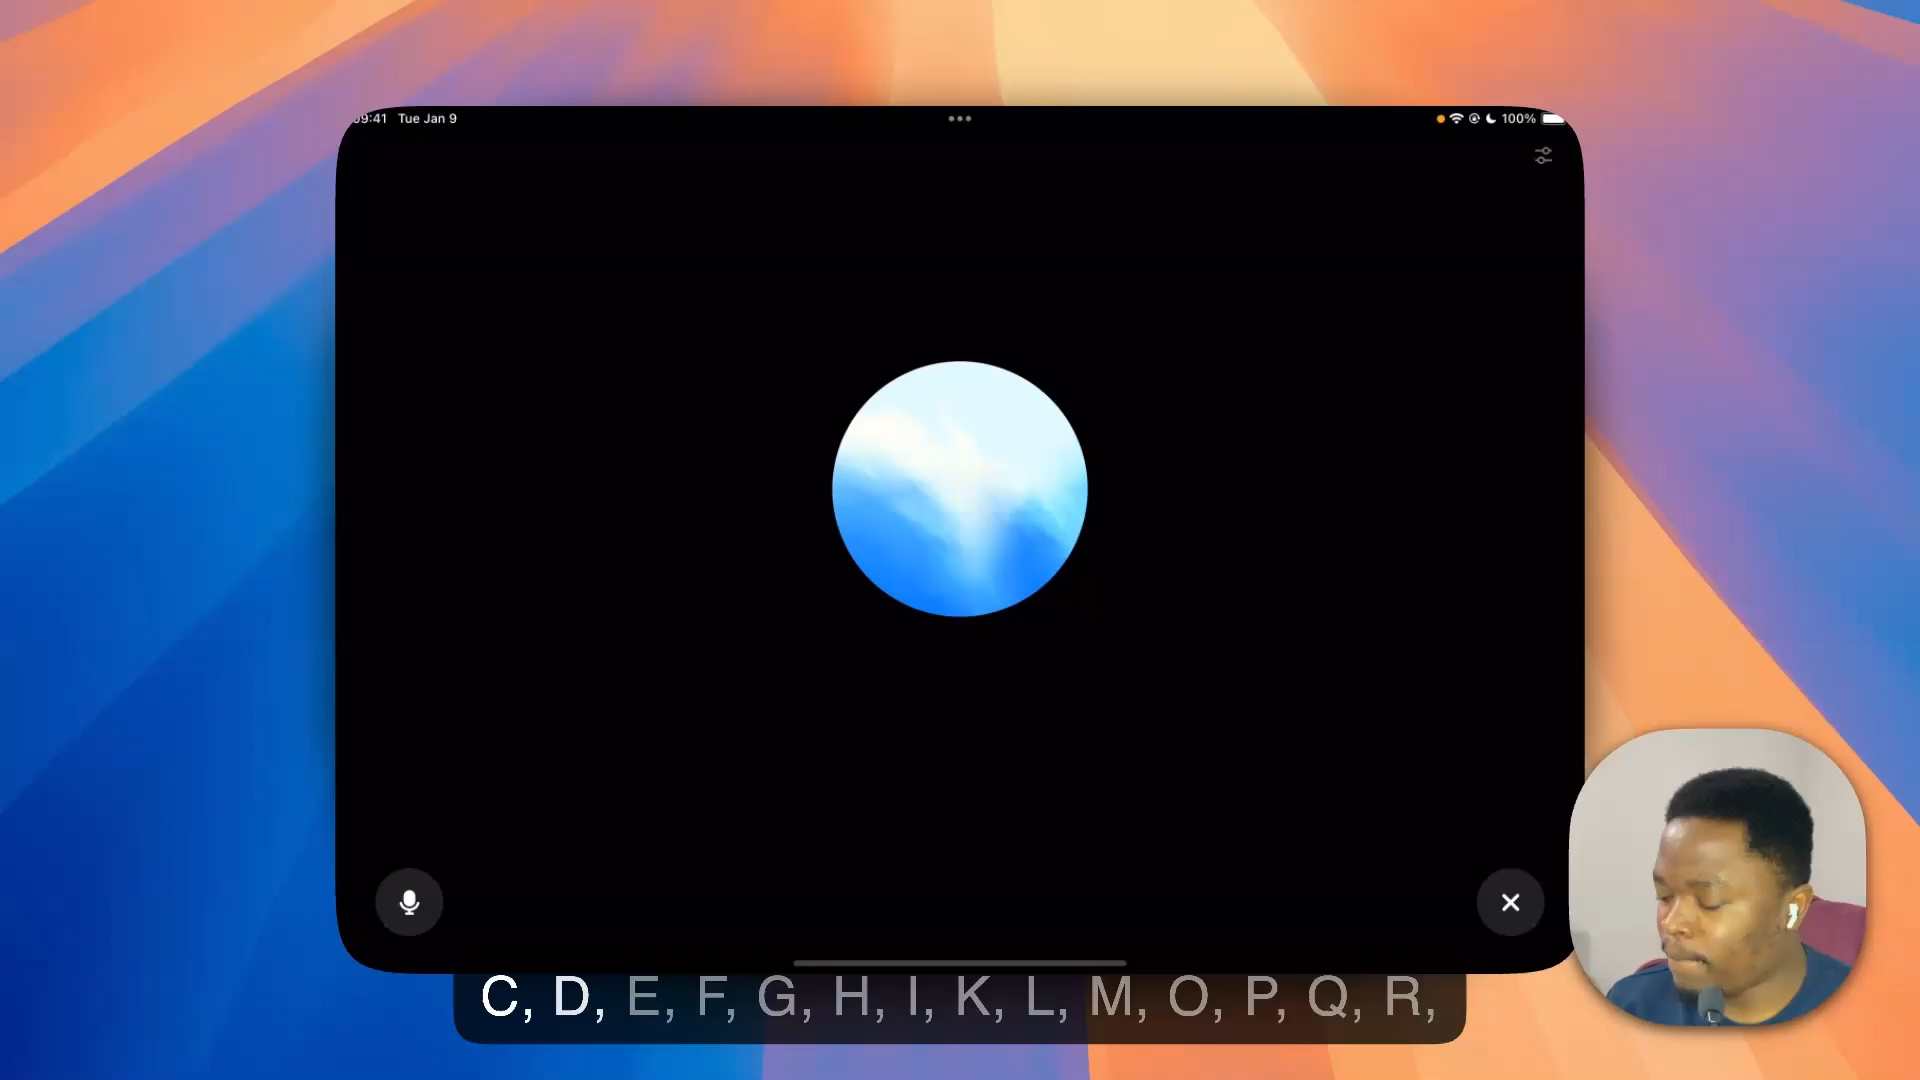 09:41 Tue Jan 9
100%
C, D, E, F, G, H, I, K, L, M, O, P, Q, R,